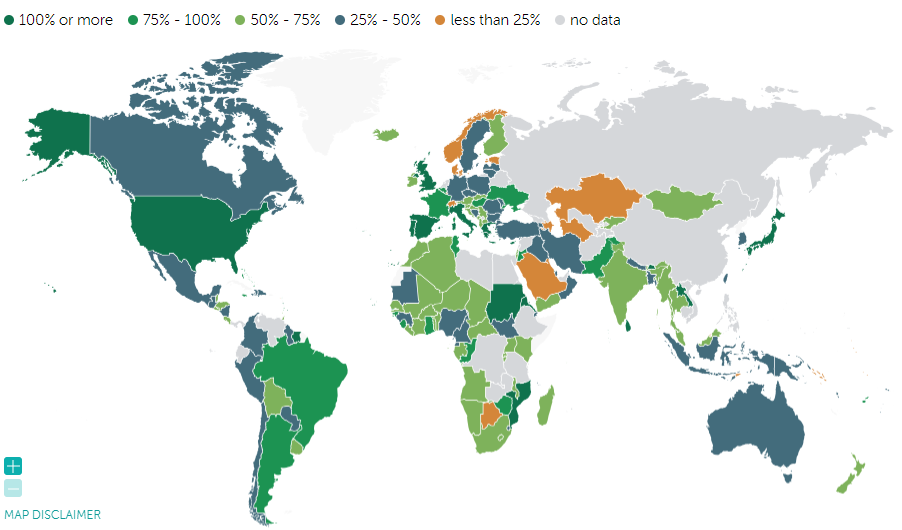 100% or more 75% - 100% 50% - 75% 25% - 50% less than 25% no data
+
−
MAP DISCLAIMER